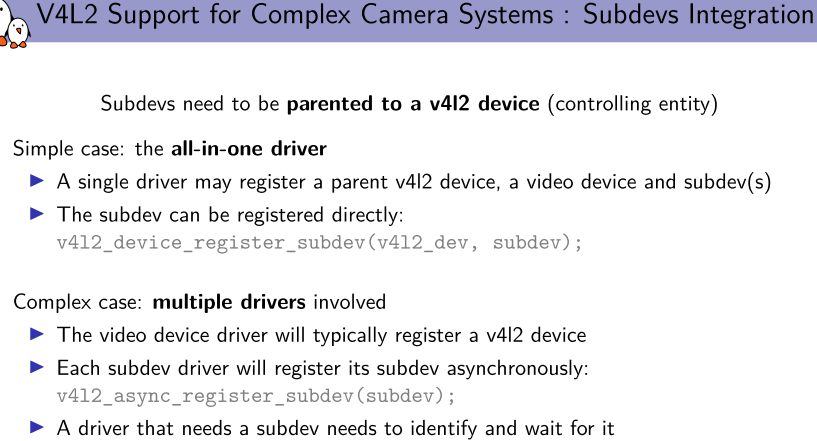 V4L2 Support for Complex Camera Systems : Subdevs Integration
Subdevs need to be parented to a v4l2 device (controlling entity)
Simple case: the all-in-one driver
▶ A single driver may register a parent v4l2 device, a video device and subdev(s)
▶ The subdev can be registered directly:
v4l2_device_register_subdev(v4l2_dev, subdev);
Complex case: multiple drivers involved
▶ The video device driver will typically register a v4l2 device
▶ Each subdev driver will register its subdev asynchronously:
v4l2_async_register_subdev(subdev);
▶ A driver that needs a subdev needs to identify and wait for it